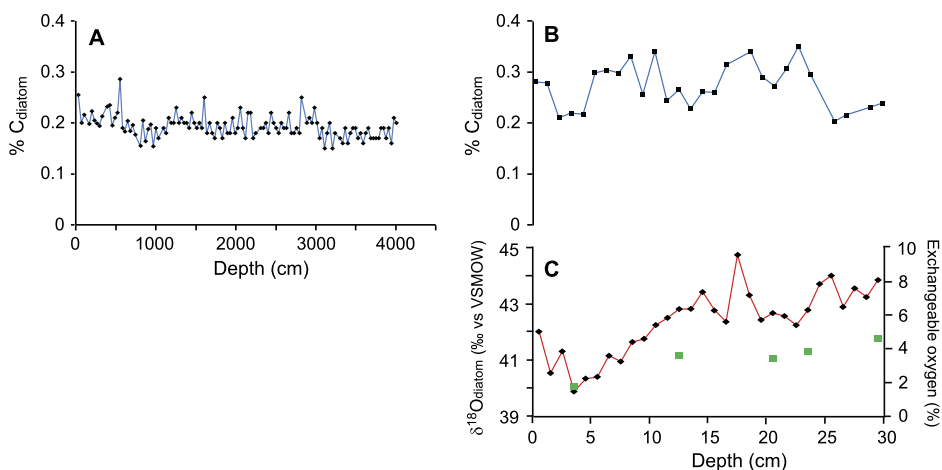 A
% C_diatom
0.4
0.3
0.2
0.1
0
0 1000 2000 3000 4000
Depth (cm)
B
% C_diatom
0.4
0.3
0.2
0.1
0
C
δ¹⁸Odiatom (‰ vs VSMOW)
45
43
41
39
10
8
6
4
2
0
Exchangeable oxygen (%)
0 5 10 15 20 25 30
Depth (cm)